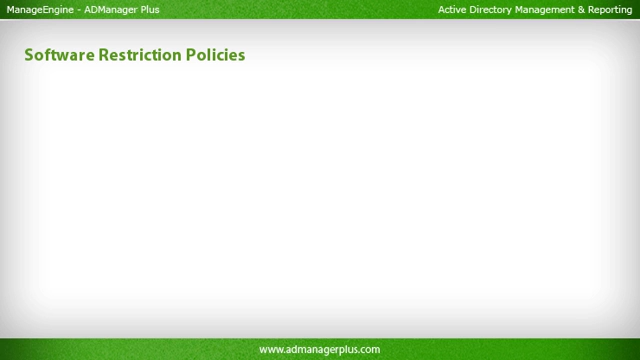 ManageEngine - ADManager Plus
Active Directory Management & Reporting
Software Restriction Policies
www.admanagerplus.com